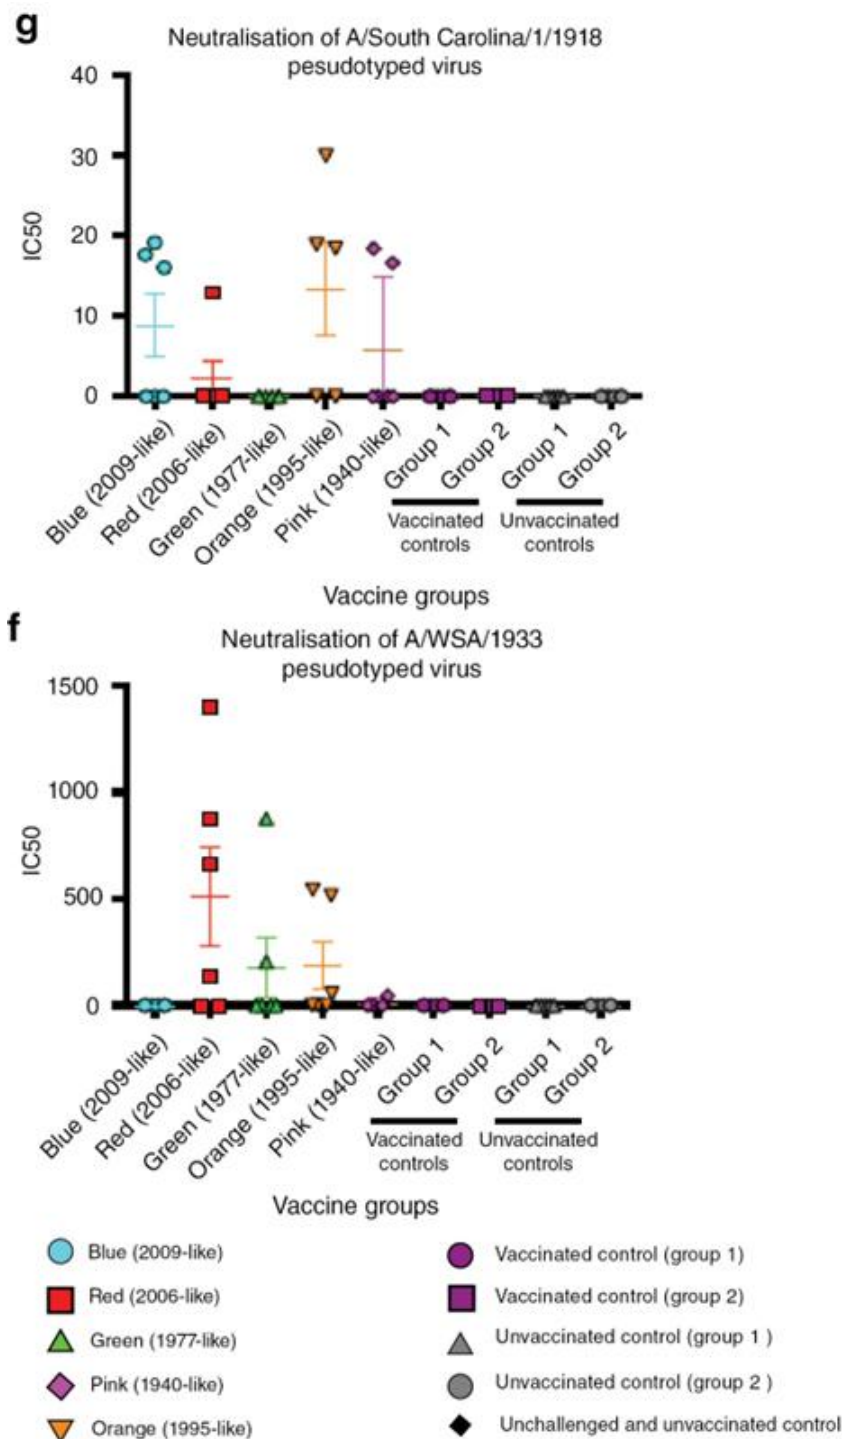 g
Neutralisation of A/South Carolina/1/1918
pesudotyped virus
40
30
20
10
0
IC50
Blue (2009-like)
Red (2006-like)
Green (1977-like)
Orange (1995-like)
Pink (1940-like)
Group 1
Group 2
Group 1
Group 2
Vaccinated
controls
Unvaccinated
controls
Vaccine groups
f
Neutralisation of A/WSA/1933
pesudotyped virus
1500
1000
500
0
IC50
Blue (2009-like)
Red (2006-like)
Green (1977-like)
Orange (1995-like)
Pink (1940-like)
Group 1
Group 2
Group 1
Group 2
Vaccinated
controls
Unvaccinated
controls
Vaccine groups
Blue (2009-like)
Red (2006-like)
Green (1977-like)
Pink (1940-like)
Orange (1995-like)
Vaccinated control (group 1)
Vaccinated control (group 2)
Unvaccinated control (group 1 )
Unvaccinated control (group 2 )
Unchallenged and unvaccinated control